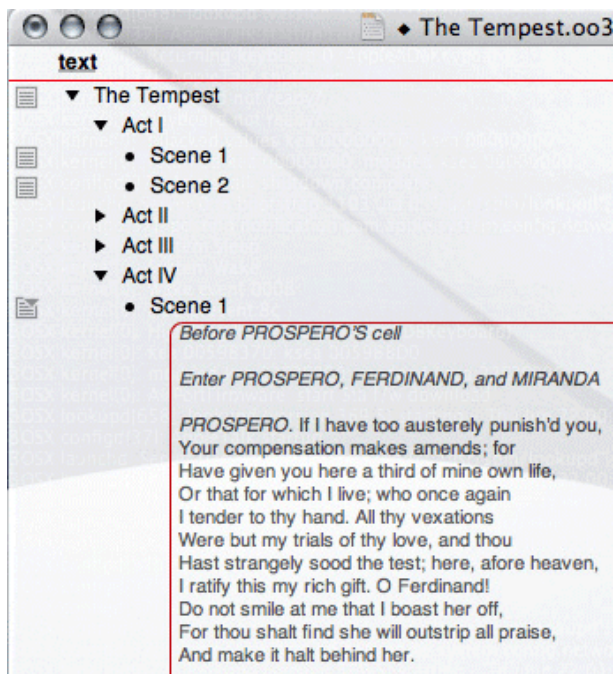 The Tempest.oo3
text
The Tempest
Act I
Scene 1
Scene 2
Act II
Act III
Act IV
Scene 1
Before PROSPERO'S cell
Enter PROSPERO, FERDINAND, and MIRANDA
PROSPERO. If I have too austerely punish'd you,
Your compensation makes amends; for
Have given you here a third of mine own life,
Or that for which I live; who once again
I tender to thy hand. All thy vexations
Were but my trials of thy love, and thou
Hast strangely sood the test; here, afore heaven,
I ratify this my rich gift. O Ferdinand!
Do not smile at me that I boast her off,
For thou shalt find she will outstrip all praise,
And make it halt behind her.